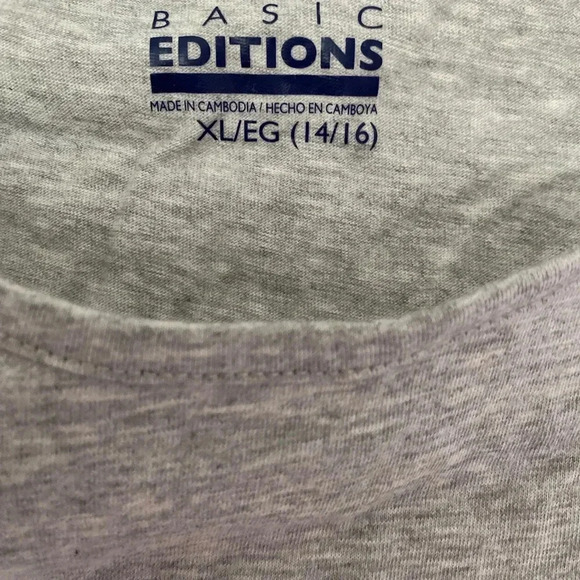 BASIC
EDITIONS
MADE IN CAMBODIA / HECHO EN CAMBOYA
XL/EG (14/16)